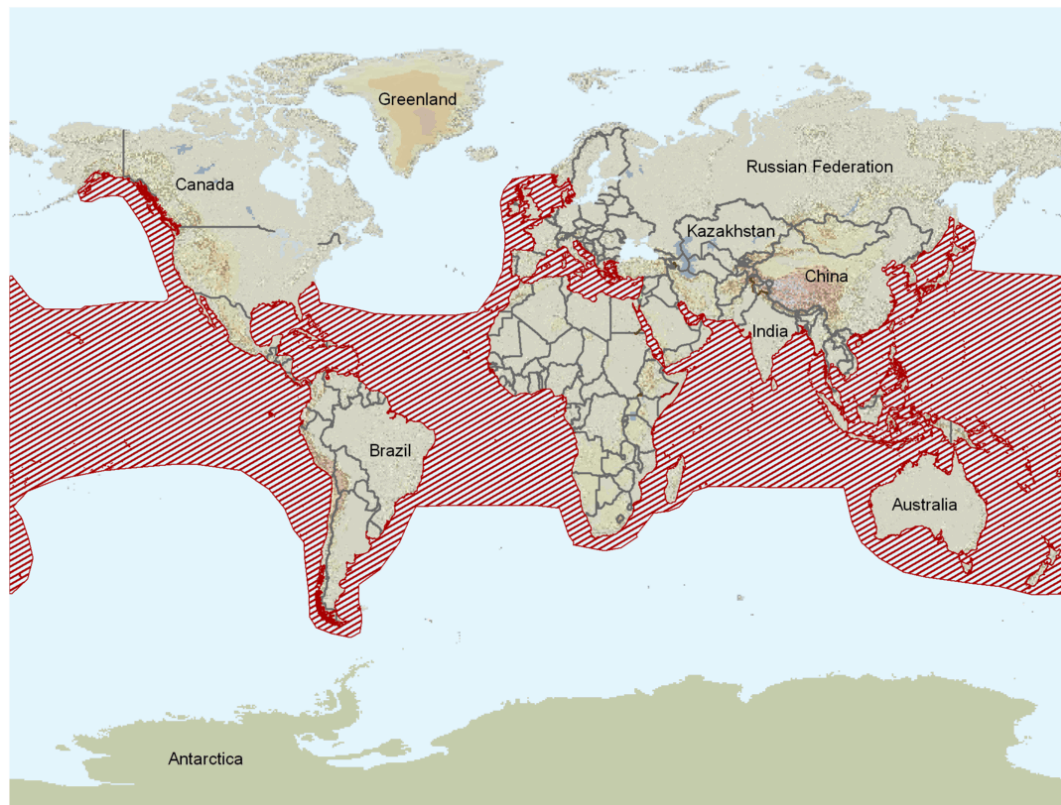 Greenland
Russian Federation
Canada
Kazakhstan
China
India
Brazil
Australia
Antarctica